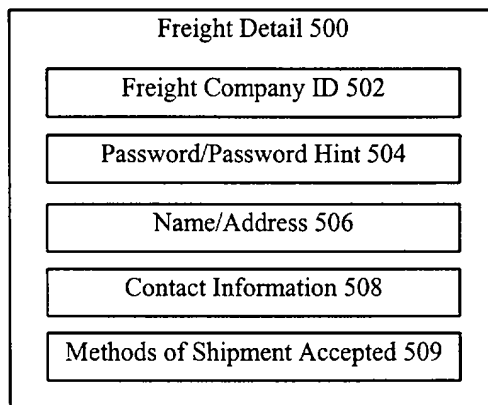 Freight Detail 500
Freight Company ID 502
Password/Password Hint 504
Name/Address 506
Contact Information 508
Methods of Shipment Accepted 509